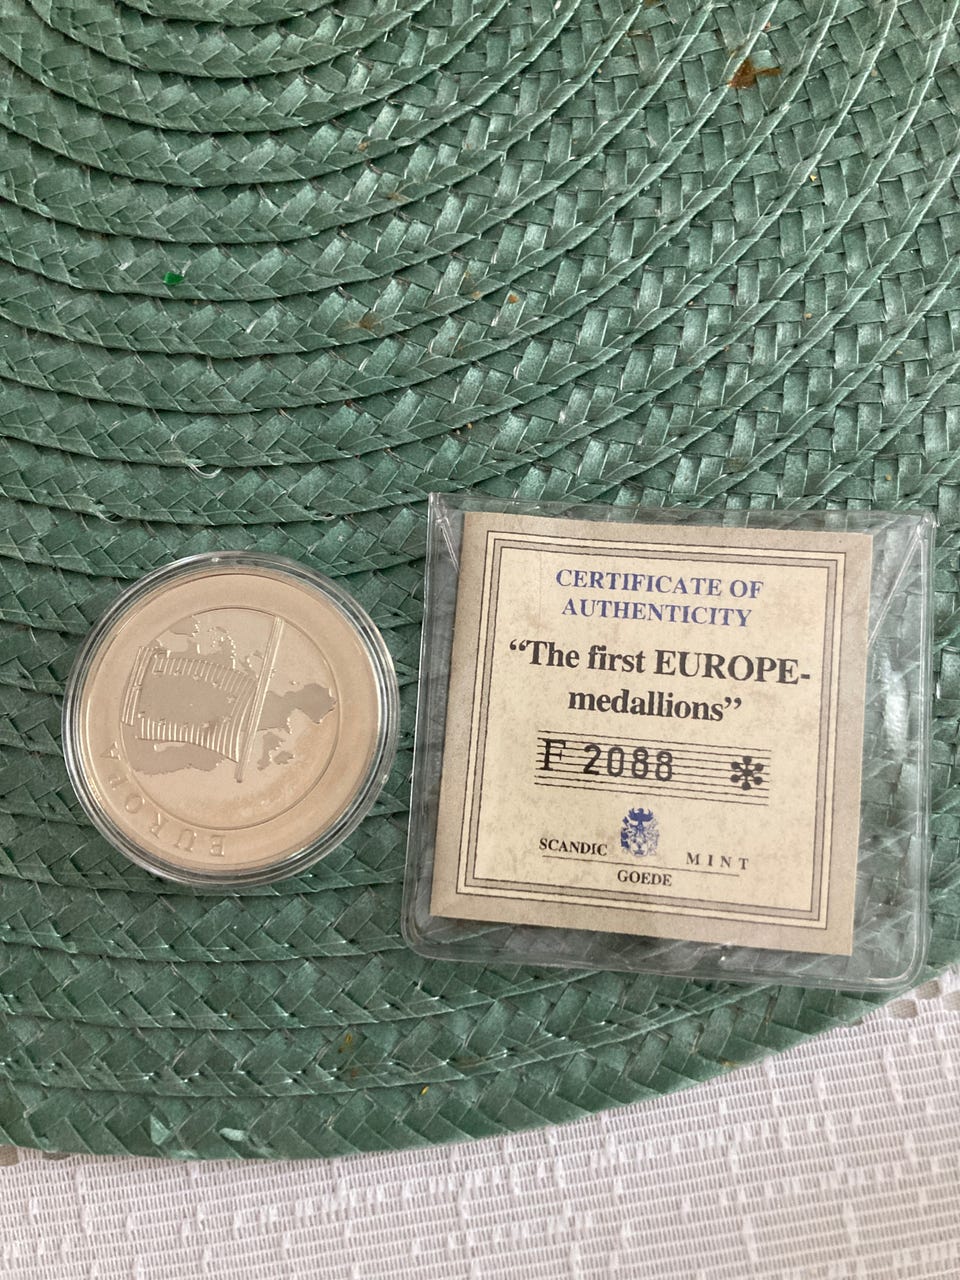 EUROPA
CERTIFICATE OF
AUTHENTICITY
“The first EUROPE-
medallions”
F 2088 *
SCANDIC MINT
GOEDE